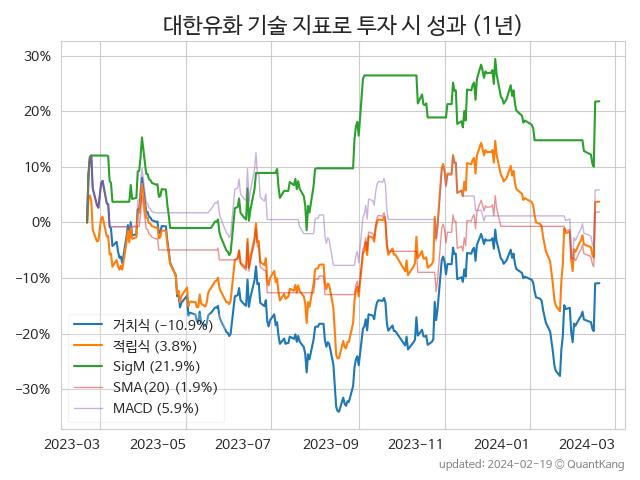 대한유화 기술 지표로 투자 시 성과 (1년)
30%
20%
10%
0%
−10%
−20%
−30%
거치식 (−10.9%)
적립식 (3.8%)
SigM (21.9%)
SMA(20) (1.9%)
MACD (5.9%)
2023-03 2023-05 2023-07 2023-09 2023-11 2024-01 2024-03
updated: 2024-02-19 © QuantKang